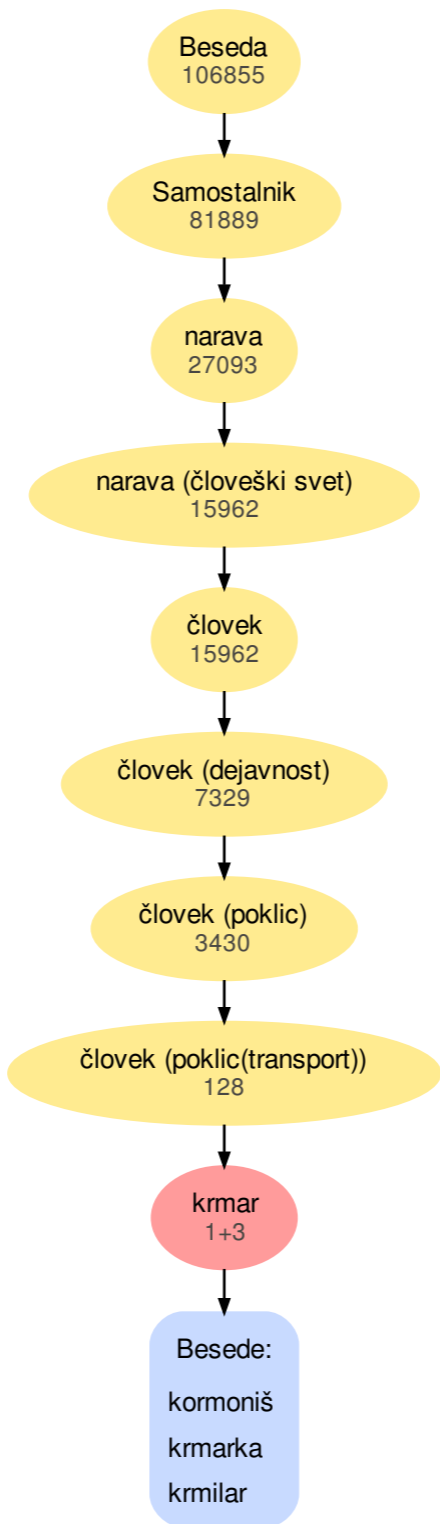 Beseda
106855
Samostalnik
81889
narava
27093
narava (človeški svet)
15962
človek
15962
človek (dejavnost)
7329
človek (poklic)
3430
človek (poklic(transport))
128
krmar
1+3
Besede:
kormoniš
krmarka
krmilar